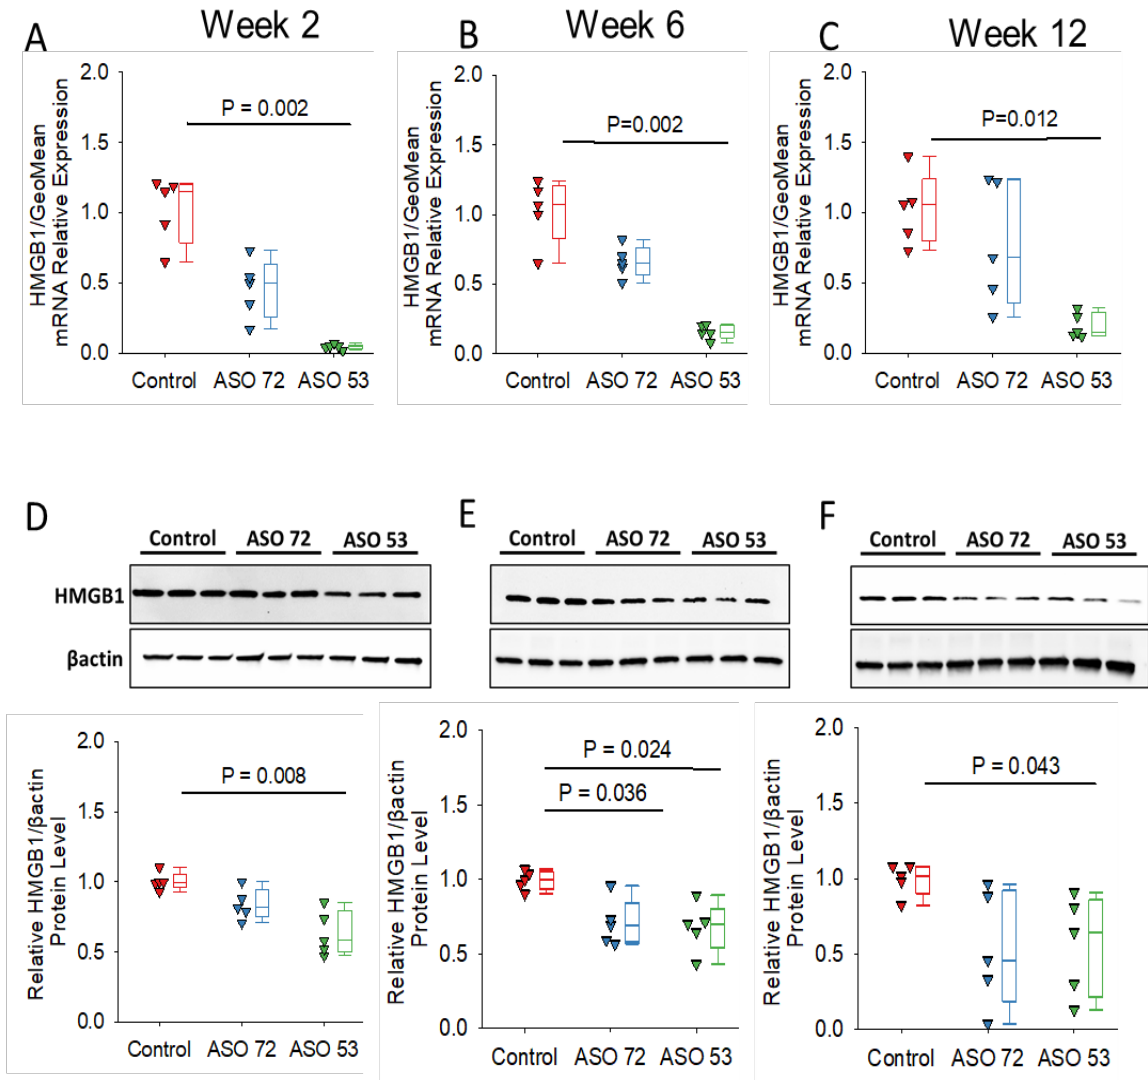 A
Week 2
HMGB1/GeoMean
mRNA Relative Expression
2.0
1.5
1.0
0.5
0.0
P = 0.002
Control
ASO 72
ASO 53
B
Week 6
HMGB1/GeoMean
mRNA Relative Expression
2.0
1.5
1.0
0.5
0.0
P=0.002
Control
ASO 72
ASO 53
C
Week 12
HMGB1/GeoMean
mRNA Relative Expression
2.0
1.5
1.0
0.5
0.0
P=0.012
Control
ASO 72
ASO 53
D
Control
ASO 72
ASO 53
HMGB1
βactin
Relative HMGB1/βactin
Protein Level
2.0
1.5
1.0
0.5
0.0
P = 0.008
Control
ASO 72
ASO 53
E
Control
ASO 72
ASO 53
Relative HMGB1/βactin
Protein Level
2.0
1.5
1.0
0.5
0.0
P = 0.024
P = 0.036
Control
ASO 72
ASO 53
F
Control
ASO 72
ASO 53
Relative HMGB1/βactin
Protein Level
2.0
1.5
1.0
0.5
0.0
P = 0.043
Control
ASO 72
ASO 53